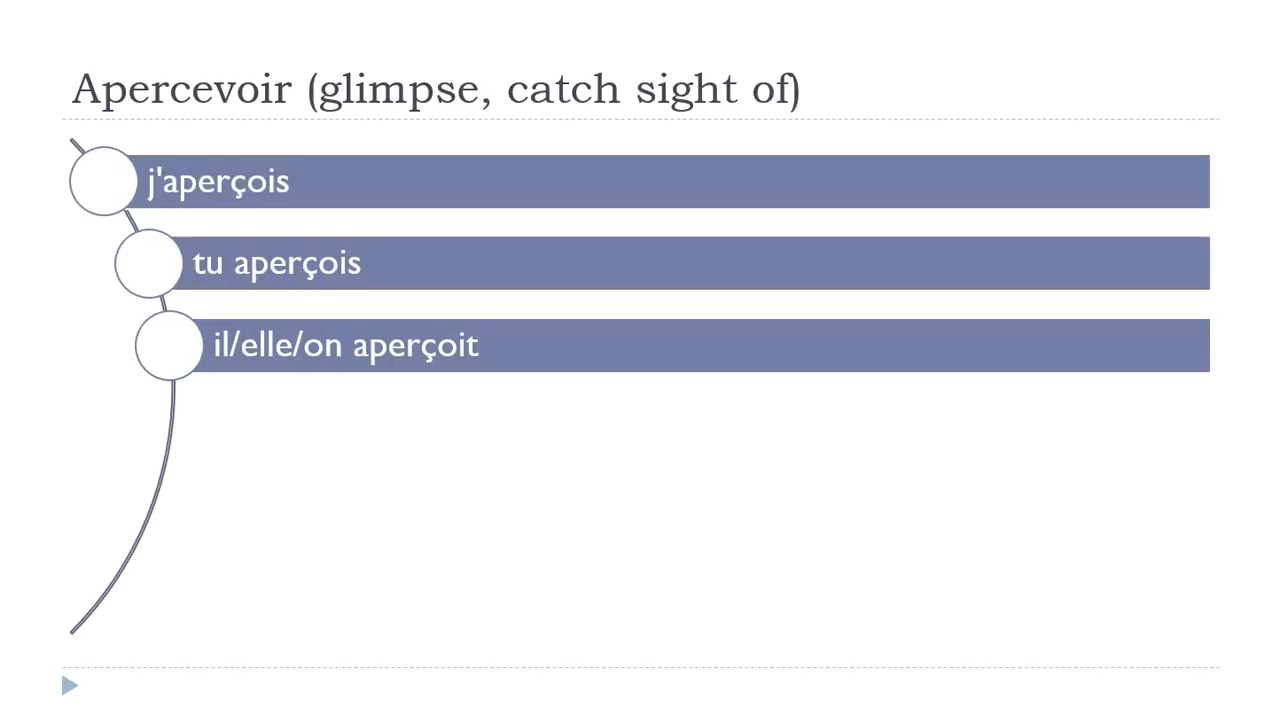 Apercevoir (glimpse, catch sight of)
j'aperçois
tu aperçois
il/elle/on aperçoit